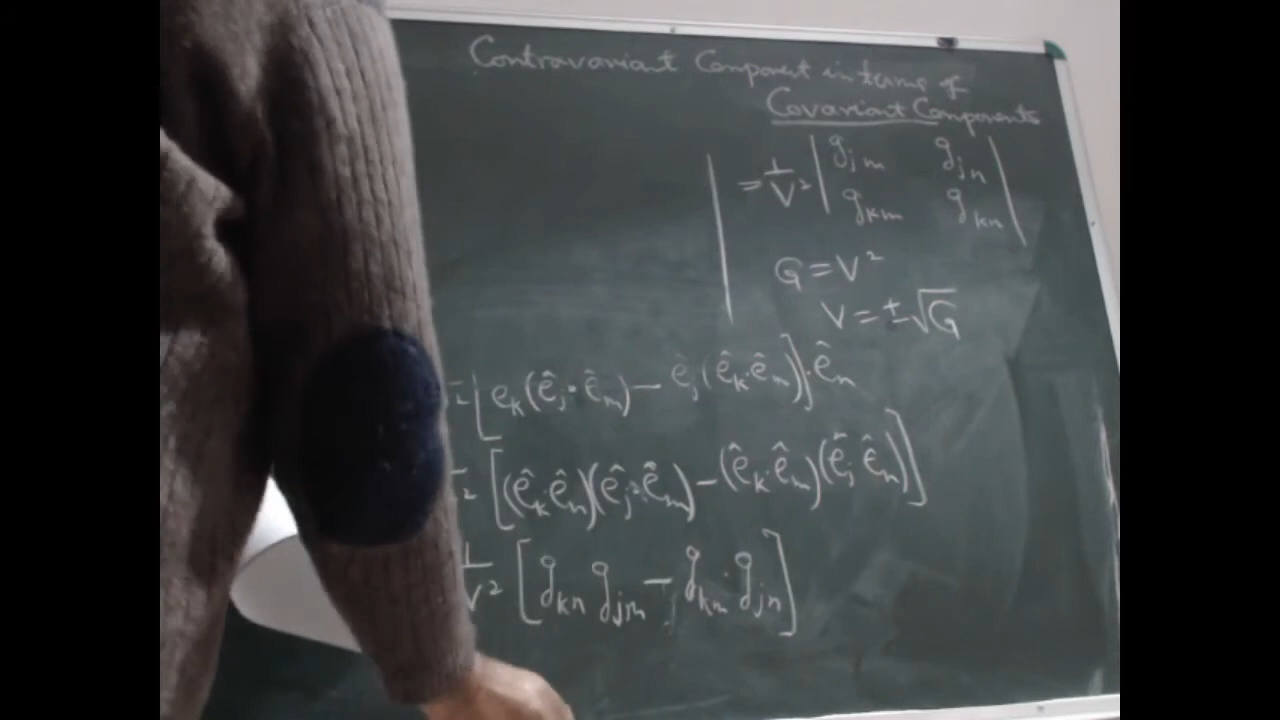 Contravariant Component in terms of
Covariant Components
= 1/V² | g_jm g_jn |
| g_km g_kn |
G = V²
V = ±√G
[e_k(ê_j·ê_m) − ê_j(ê_k·ê_m)]·ê_n
² [(ê_k·ê_n)(ê_j·ê_m) − (ê_k·ê_m)(ê_j·ê_n)]
1/V² [g_kn g_jm − g_km·g_jn]